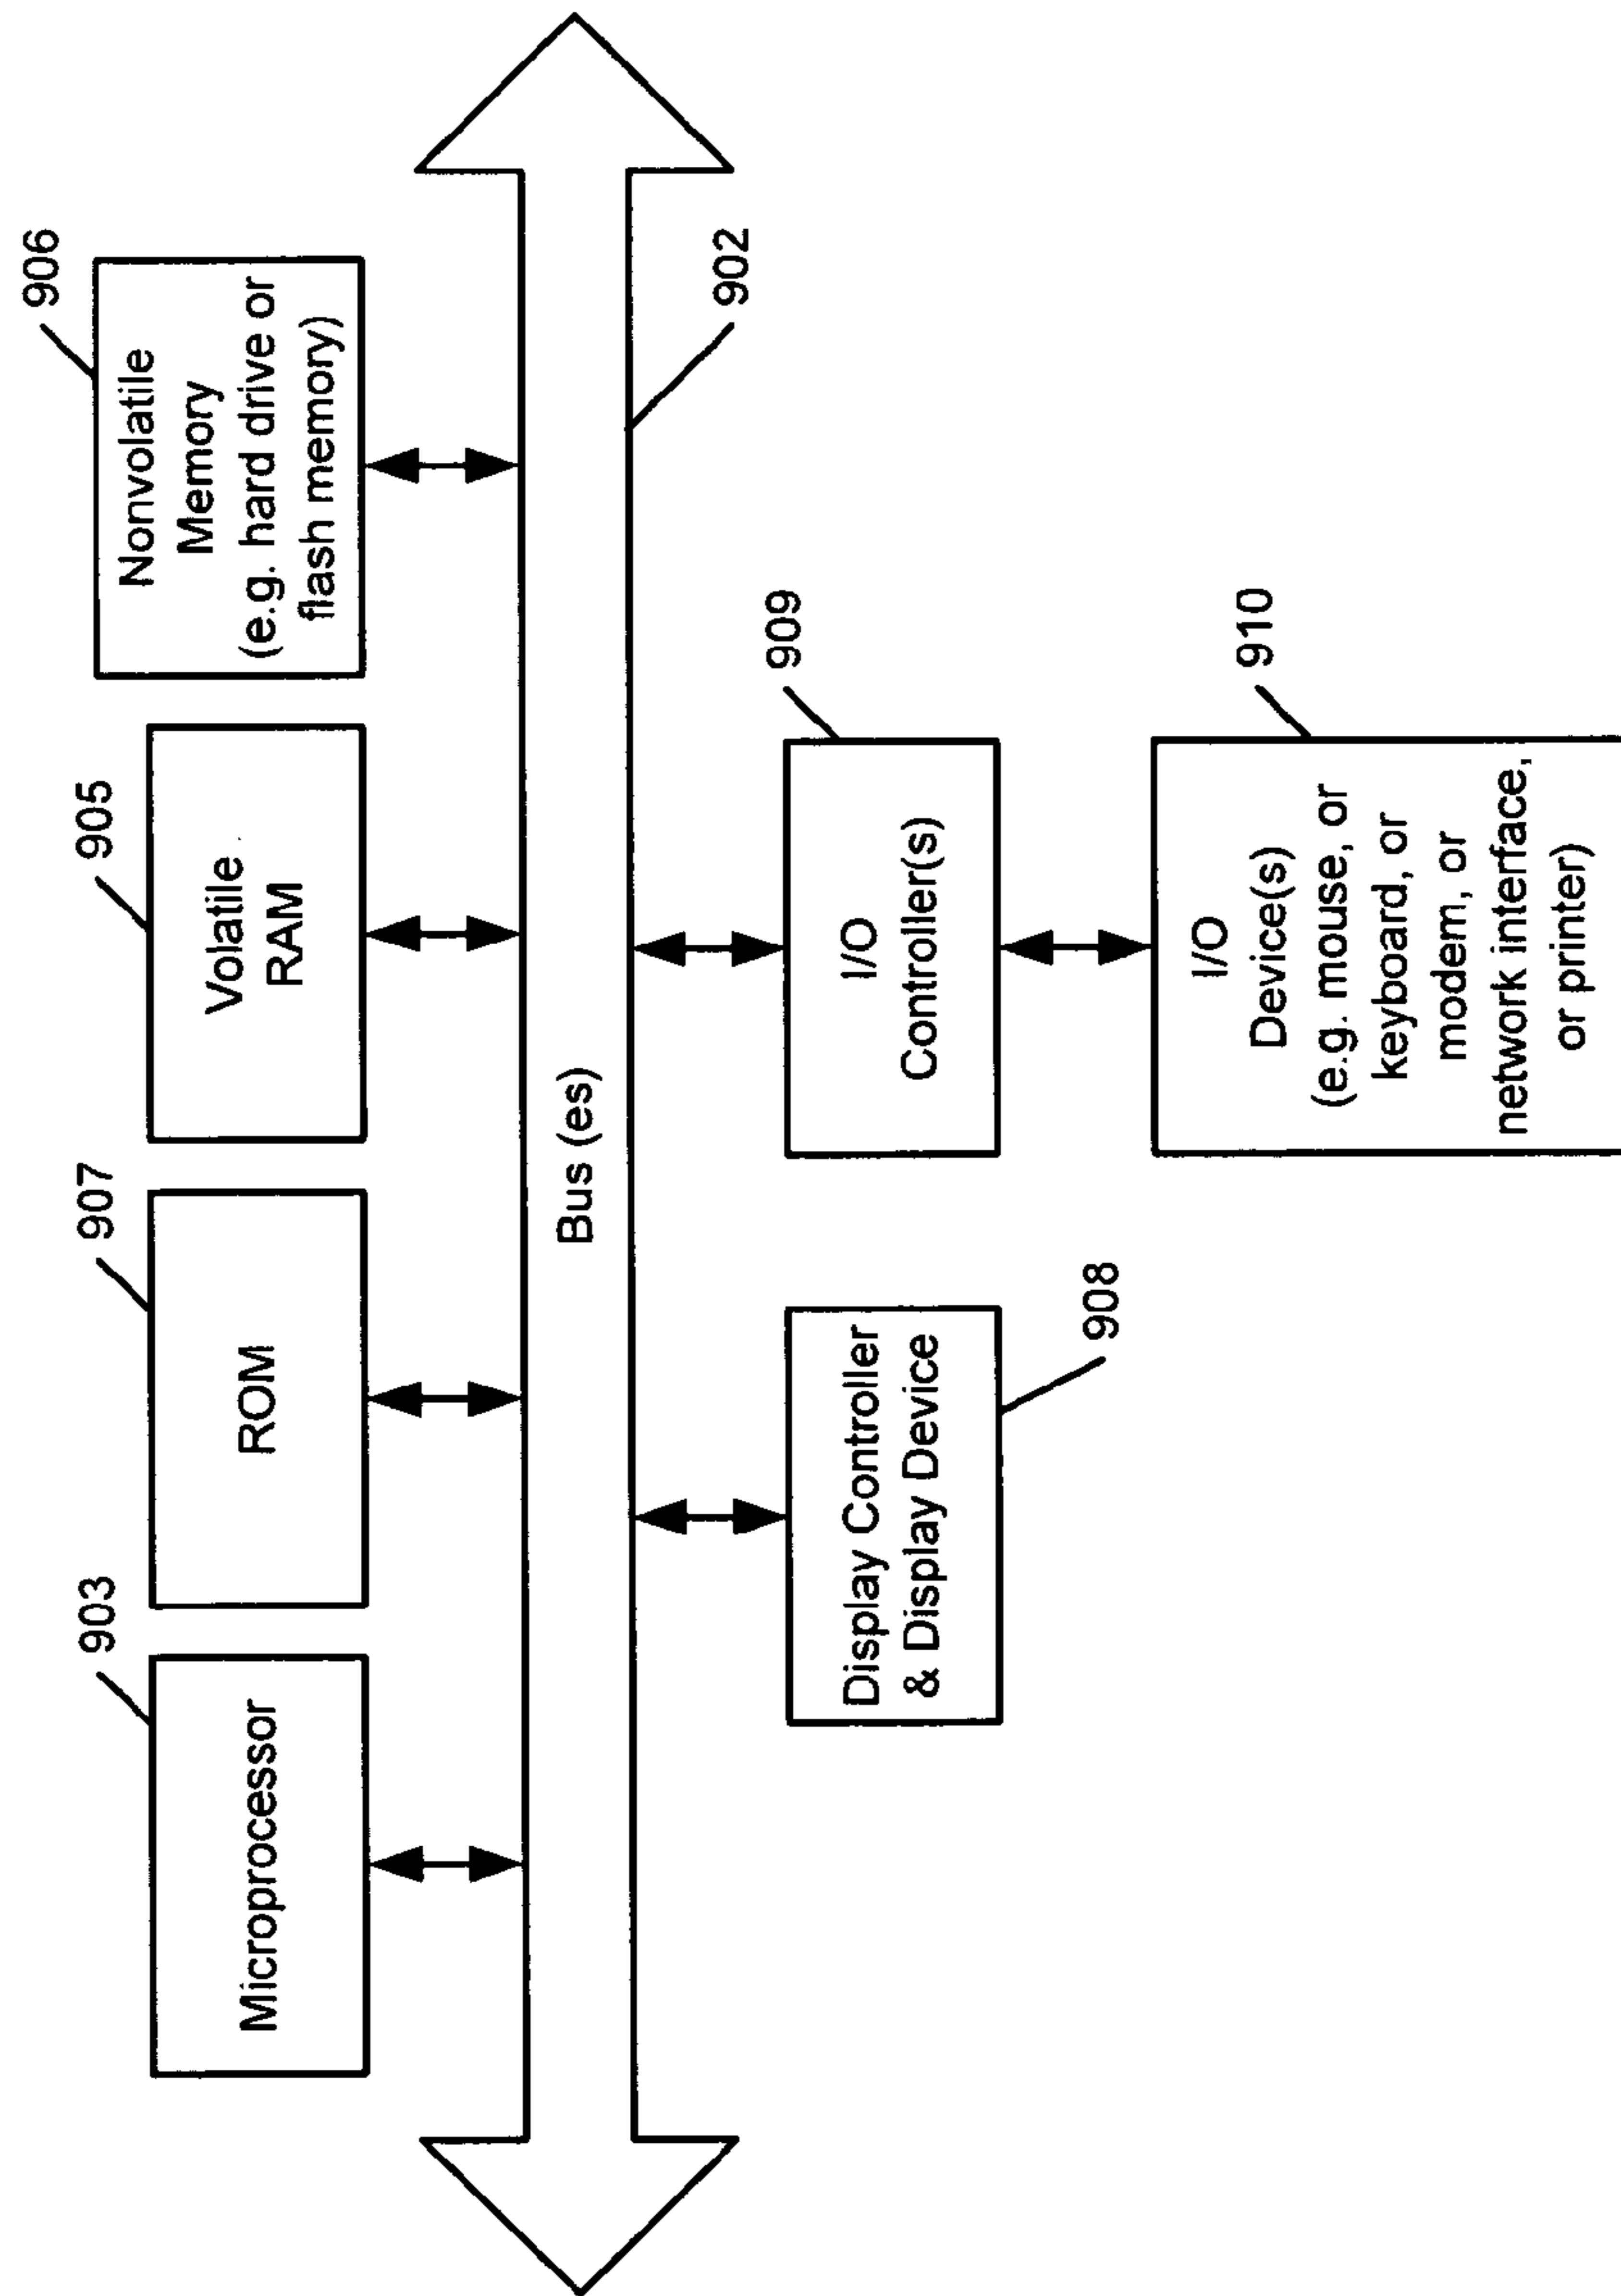 903
Microprocessor
907
ROM
905
Volatile
RAM
906
Nonvolatile
Memory
(e.g. hard drive or
flash memory)
Bus (es)
902
Display Controller
& Display Device
908
I/O
Controller(s)
909
I/O
Device(s)
(e.g. mouse, or
keyboard, or
modem, or
network interface,
or printer)
910